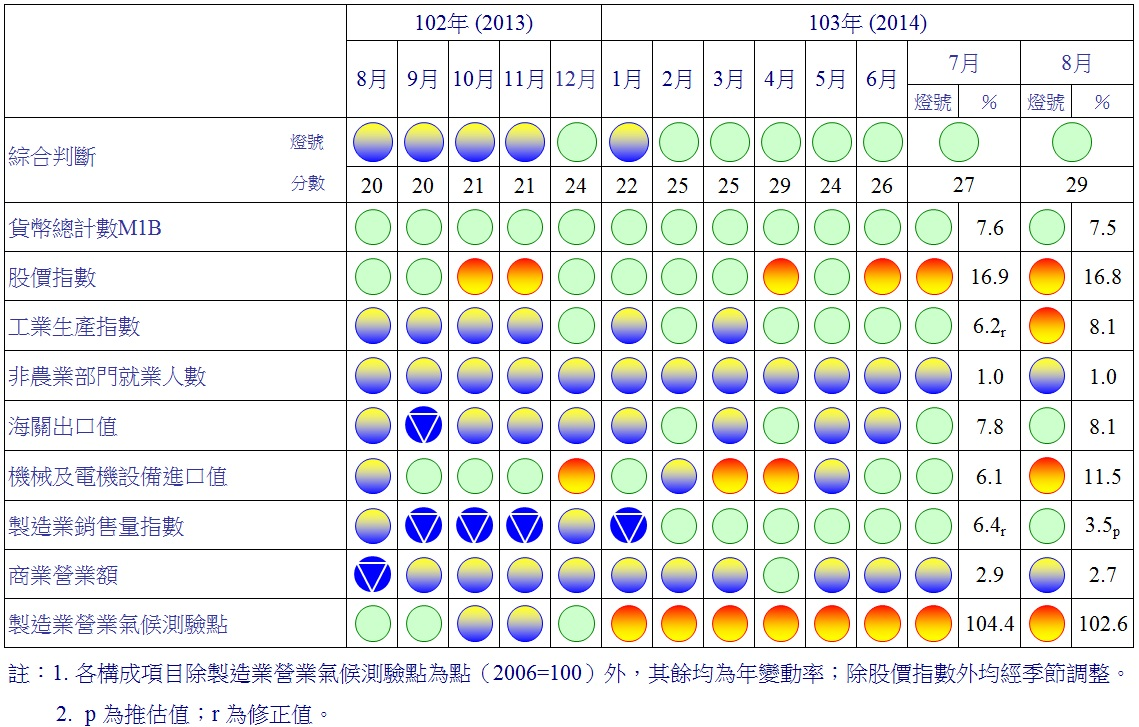 102年 (2013) 103年 (2014)
8月 9月 10月 11月 12月 1月 2月 3月 4月 5月 6月 7月 8月
燈號 % 燈號 %
綜合判斷 燈號
分數 20 20 21 21 24 22 25 25 29 24 26 27 29
貨幣總計數M1B 7.6 7.5
股價指數 16.9 16.8
工業生產指數 6.2r 8.1
非農業部門就業人數 1.0 1.0
海關出口值 7.8 8.1
機械及電機設備進口值 6.1 11.5
製造業銷售量指數 6.4r 3.5p
商業營業額 2.9 2.7
製造業營業氣候測驗點 104.4 102.6
註：1. 各構成項目除製造業營業氣候測驗點為點（2006=100）外，其餘均為年變動率；除股價指數外均經季節調整。
2. p 為推估值；r 為修正值。